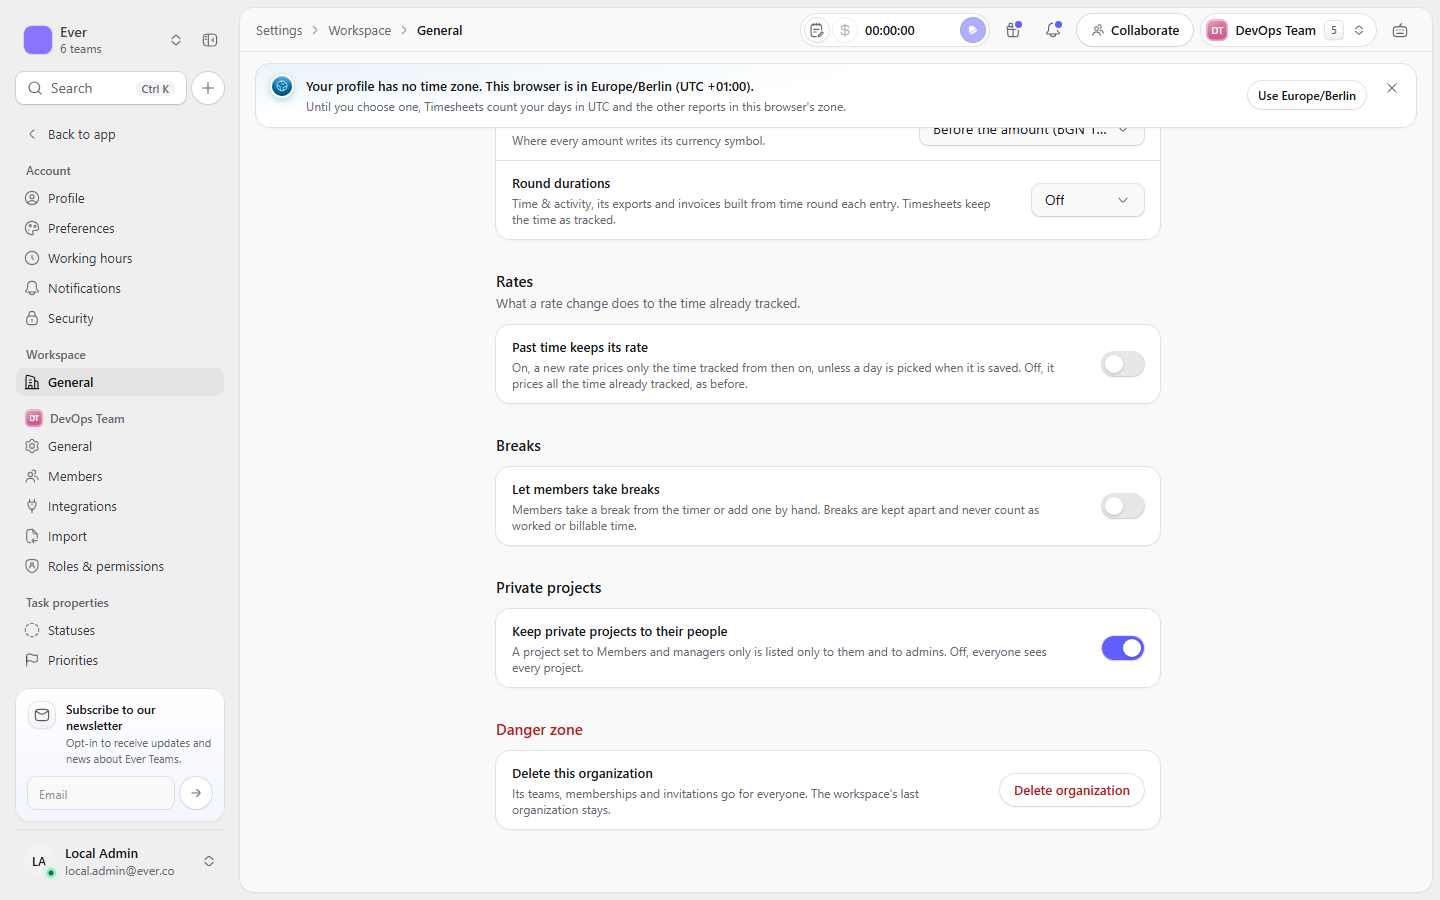 Ever
6 teams
Search
Ctrl K
Back to app
Account
Profile
Preferences
Working hours
Notifications
Security
Workspace
General
DT
DevOps Team
General
Members
Integrations
Import
Roles & permissions
Task properties
Statuses
Priorities
Subscribe to our
newsletter
Opt-in to receive updates and
news about Ever Teams.
Email
LA
Local Admin
local.admin@ever.co
Settings
Workspace
General
00:00:00
Collaborate
DT
DevOps Team
5
Your profile has no time zone. This browser is in Europe/Berlin (UTC +01:00).
Until you choose one, Timesheets count your days in UTC and the other reports in this browser's zone.
Use Europe/Berlin
Where every amount writes its currency symbol.
Before the amount (BGN 1...
Round durations
Time & activity, its exports and invoices built from time round each entry. Timesheets keep
the time as tracked.
Off
Rates
What a rate change does to the time already tracked.
Past time keeps its rate
On, a new rate prices only the time tracked from then on, unless a day is picked when it is saved. Off, it
prices all the time already tracked, as before.
Breaks
Let members take breaks
Members take a break from the timer or add one by hand. Breaks are kept apart and never count as
worked or billable time.
Private projects
Keep private projects to their people
A project set to Members and managers only is listed only to them and to admins. Off, everyone sees
every project.
Danger zone
Delete this organization
Its teams, memberships and invitations go for everyone. The workspace's last
organization stays.
Delete organization